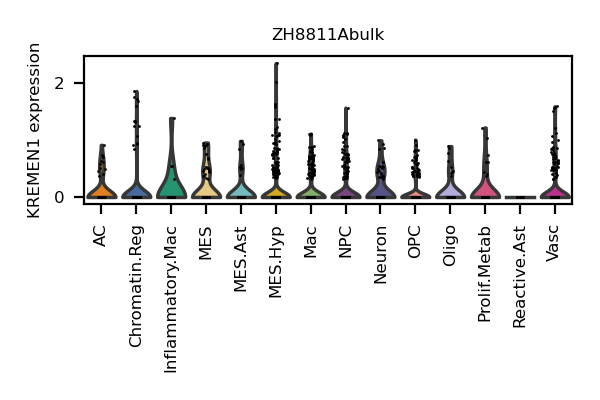 ZH8811Abulk
KREMEN1 expression
2
0
AC
Chromatin.Reg
Inflammatory.Mac
MES
MES.Ast
MES.Hyp
Mac
NPC
Neuron
OPC
Oligo
Prolif.Metab
Reactive.Ast
Vasc